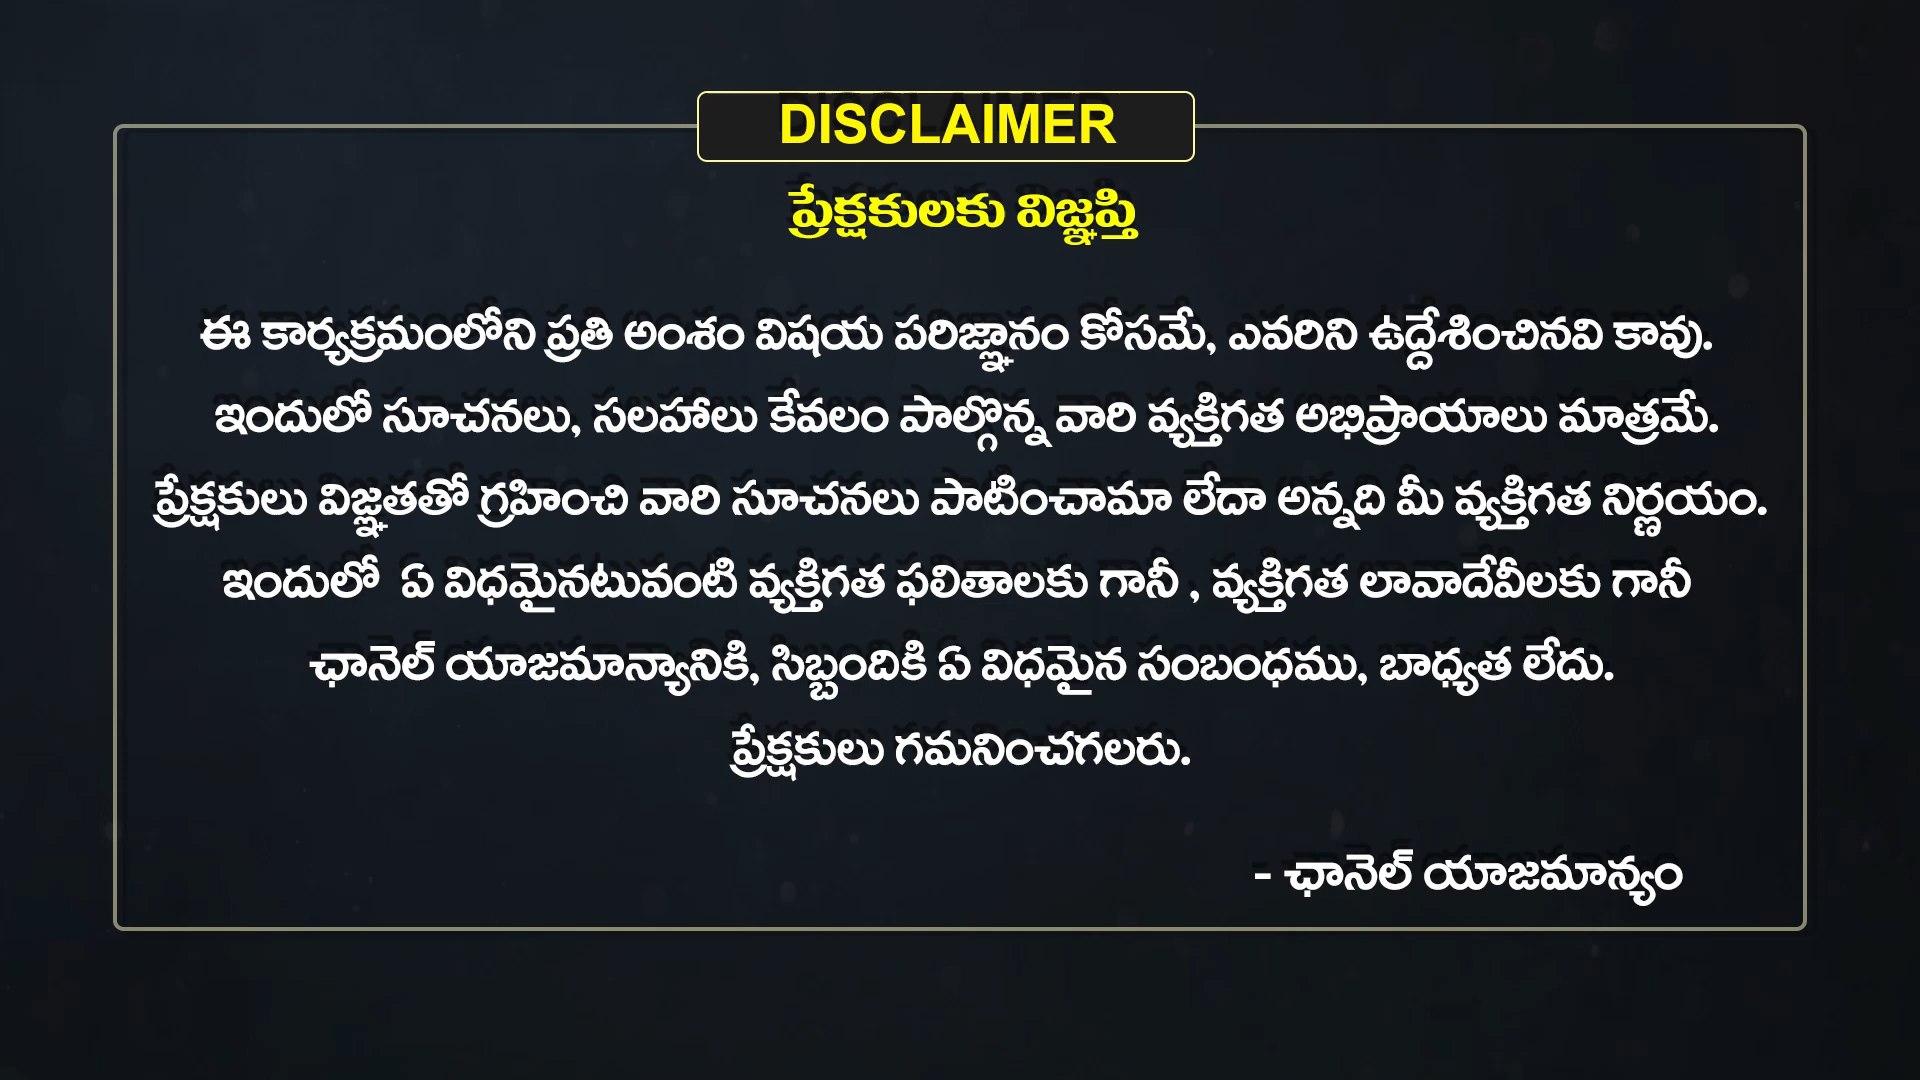 DISCLAIMER
ప్రేక్షకులకు విజ్ఞప్తి
ఈ కార్యక్రమంలోని ప్రతి అంశం విషయ పరిజ్ఞానం కోసమే, ఎవరిని ఉద్దేశించినవి కావు.
ఇందులో సూచనలు, సలహాలు కేవలం పాల్గొన్న వారి వ్యక్తిగత అభిప్రాయాలు మాత్రమే.
ప్రేక్షకులు విజ్ఞతతో గ్రహించి వారి సూచనలు పాటించామా లేదా అన్నది మీ వ్యక్తిగత నిర్ణయం.
ఇందులో ఏ విధమైనటువంటి వ్యక్తిగత ఫలితాలకు గానీ , వ్యక్తిగత లావాదేవీలకు గానీ
ఛానెల్ యాజమాన్యానికి, సిబ్బందికి ఏ విధమైన సంబంధము, బాధ్యత లేదు.
ప్రేక్షకులు గమనించగలరు.
- ఛానెల్ యాజమాన్యం